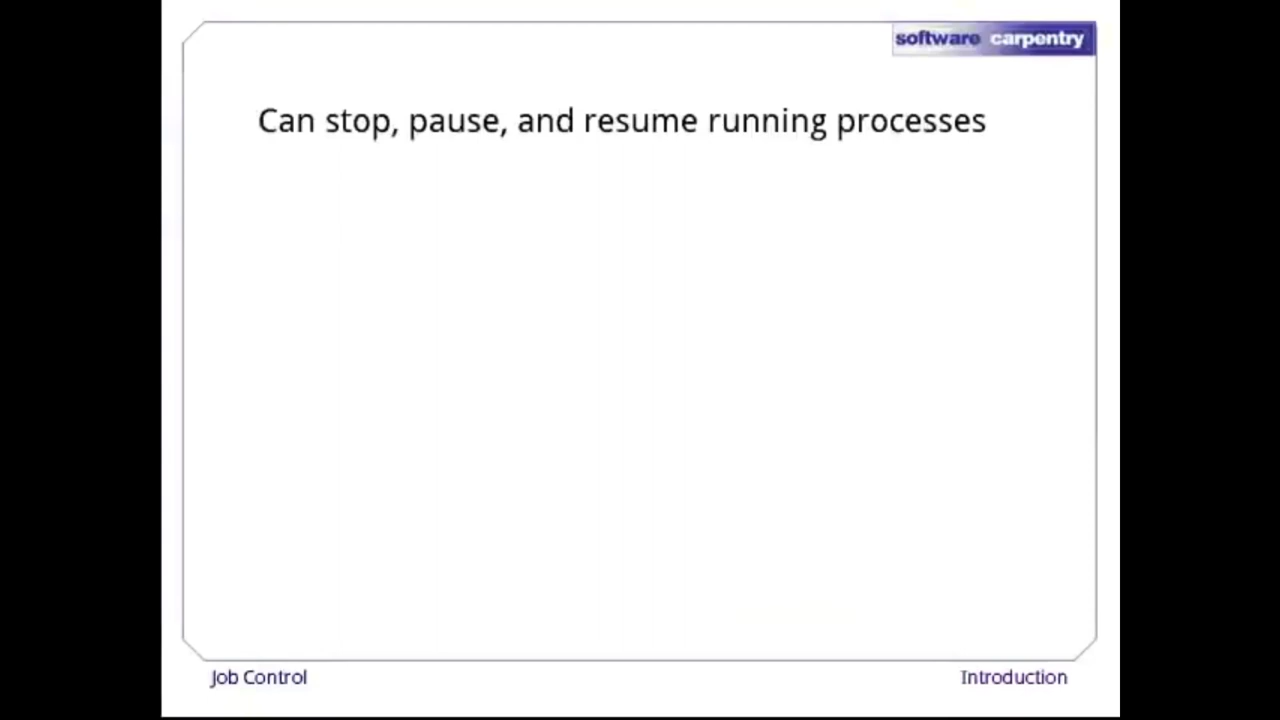 software carpentry
Can stop, pause, and resume running processes
Job Control
Introduction